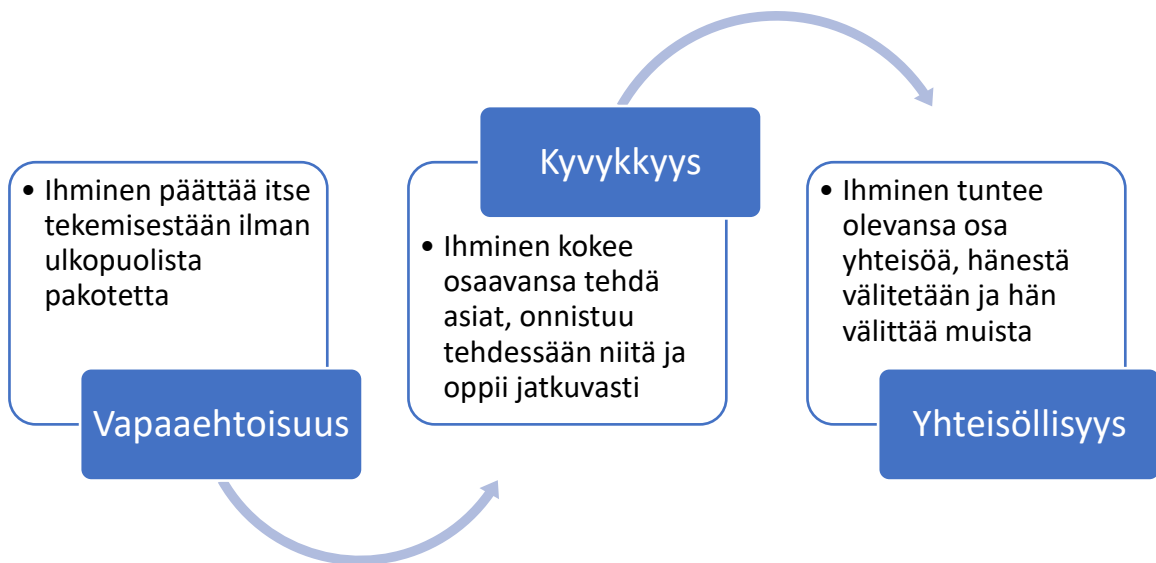 • Ihminen päättää itse
tekemisestään ilman
ulkopuolista
pakotetta
Vapaaehtoisuus
Kyvykkyys
• Ihminen kokee
osaavansa tehdä
asiat, onnistuu
tehdessään niitä ja
oppii jatkuvasti
• Ihminen tuntee
olevansa osa
yhteisöä, hänestä
välitetään ja hän
välittää muista
Yhteisöllisyys